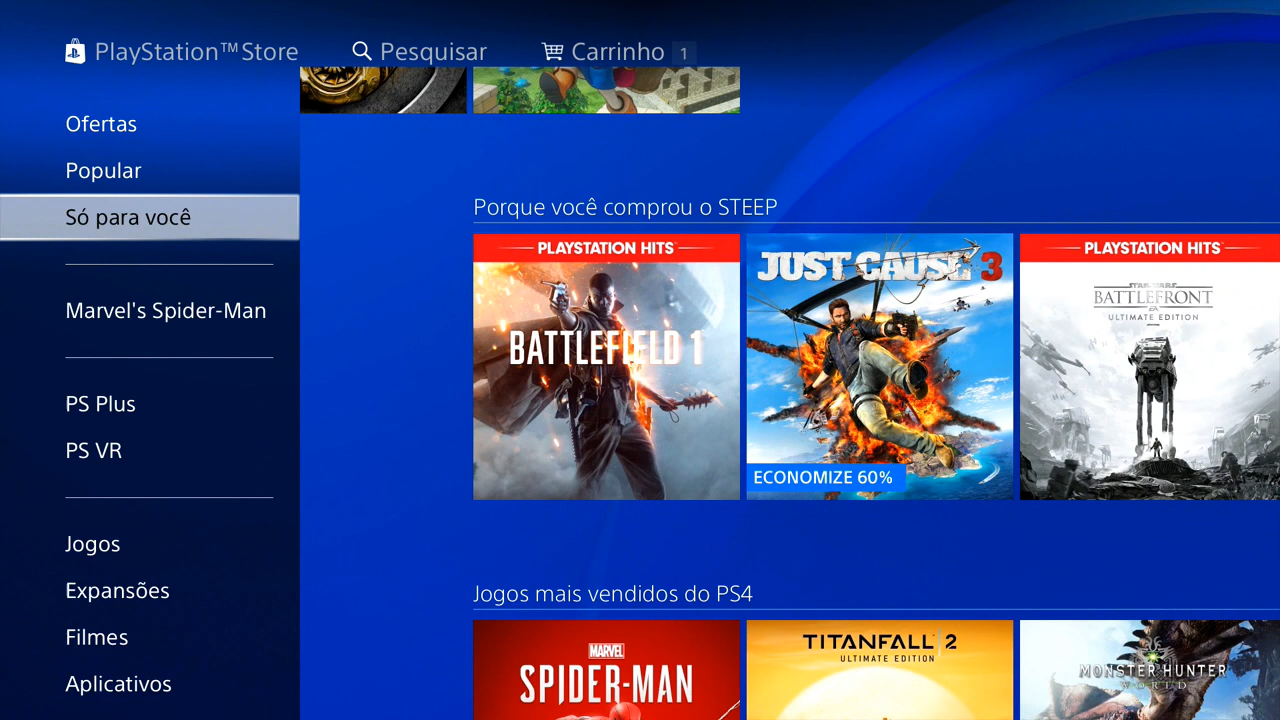 PlayStation™Store
Pesquisar
Carrinho 1
Ofertas
Popular
Só para você
Marvel's Spider-Man
PS Plus
PS VR
Jogos
Expansões
Filmes
Aplicativos
Porque você comprou o STEEP
PLAYSTATION HITS
BATTLEFIELD 1
JUST CAUSE 3
ECONOMIZE 60%
PLAYSTATION HITS
STAR WARS
BATTLEFRONT
EA
ULTIMATE EDITION
Jogos mais vendidos do PS4
MARVEL
SPIDER-MAN
TITANFALL 2
ULTIMATE EDITION
MONSTER HUNTER
WORLD